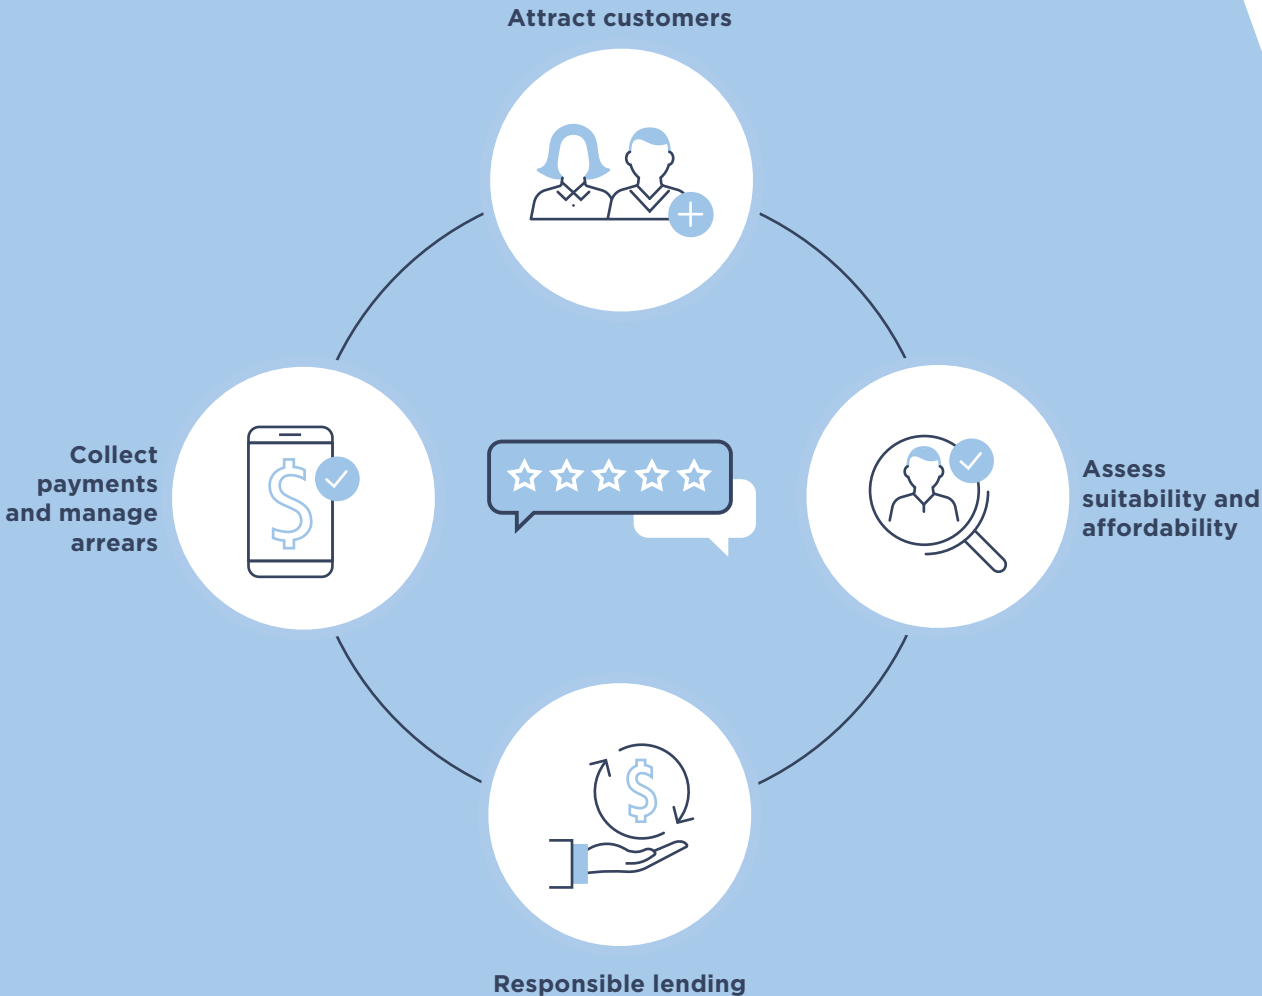 Attract customers
Collect
payments
and manage
arrears
Assess
suitability and
affordability
Responsible lending